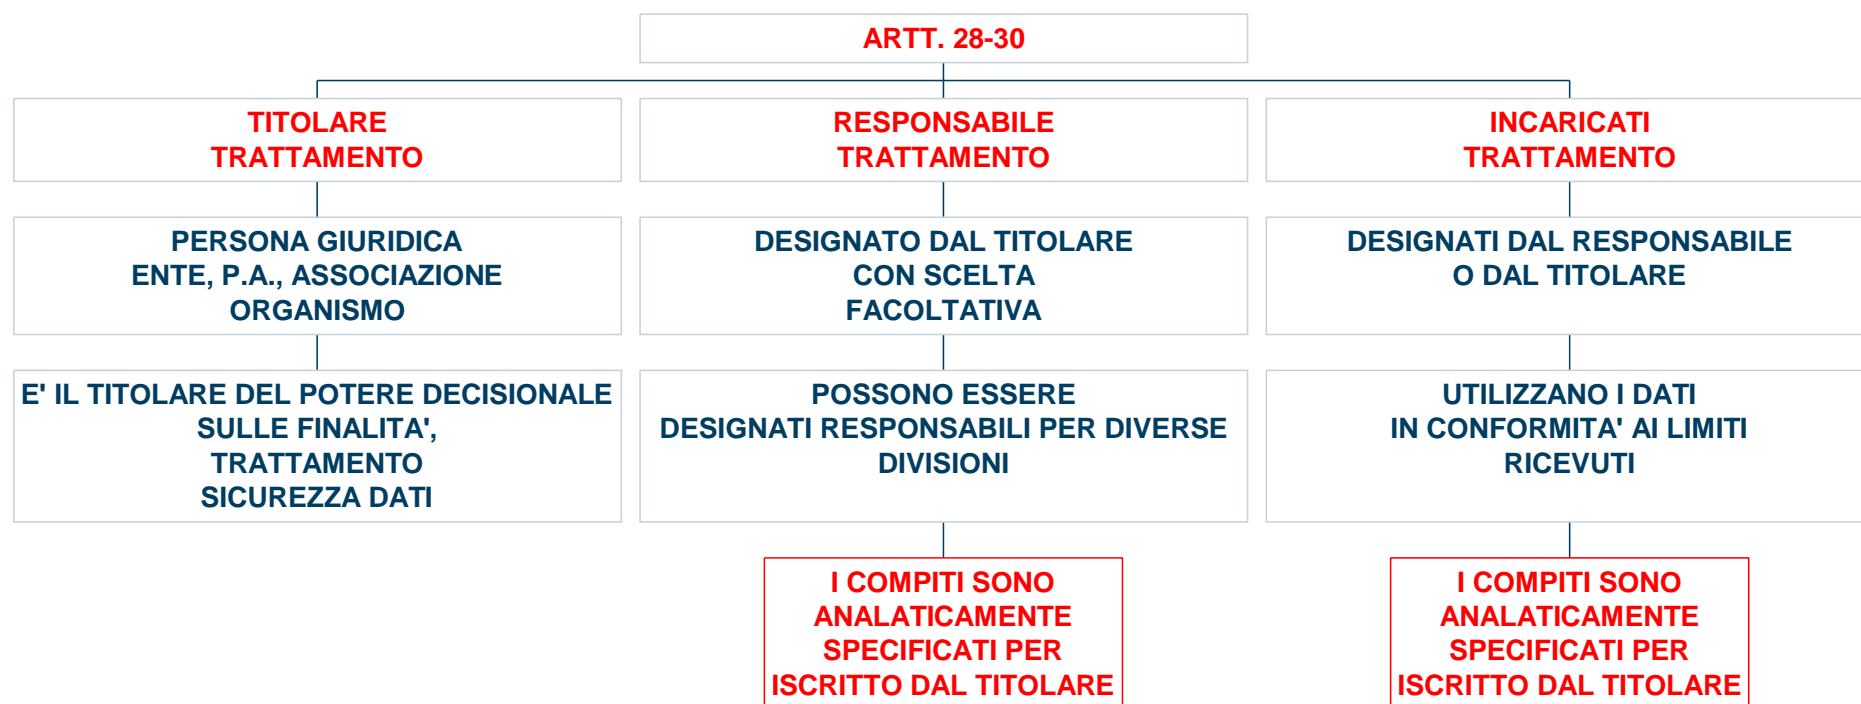 ARTT. 28-30
TITOLARE
TRATTAMENTO
PERSONA GIURIDICA
ENTE, P.A., ASSOCIAZIONE
ORGANISMO
E' IL TITOLARE DEL POTERE DECISIONALE
SULLE FINALITA',
TRATTAMENTO
SICUREZZA DATI
RESPONSABILE
TRATTAMENTO
DESIGNATO DAL TITOLARE
CON SCELTA
FACOLTATIVA
POSSONO ESSERE
DESIGNATI RESPONSABILI PER DIVERSE
DIVISIONI
I COMPITI SONO
ANALATICAMENTE
SPECIFICATI PER
ISCRITTO DAL TITOLARE
INCARICATI
TRATTAMENTO
DESIGNATI DAL RESPONSABILE
O DAL TITOLARE
UTILIZZANO I DATI
IN CONFORMITA' AI LIMITI
RICEVUTI
I COMPITI SONO
ANALATICAMENTE
SPECIFICATI PER
ISCRITTO DAL TITOLARE